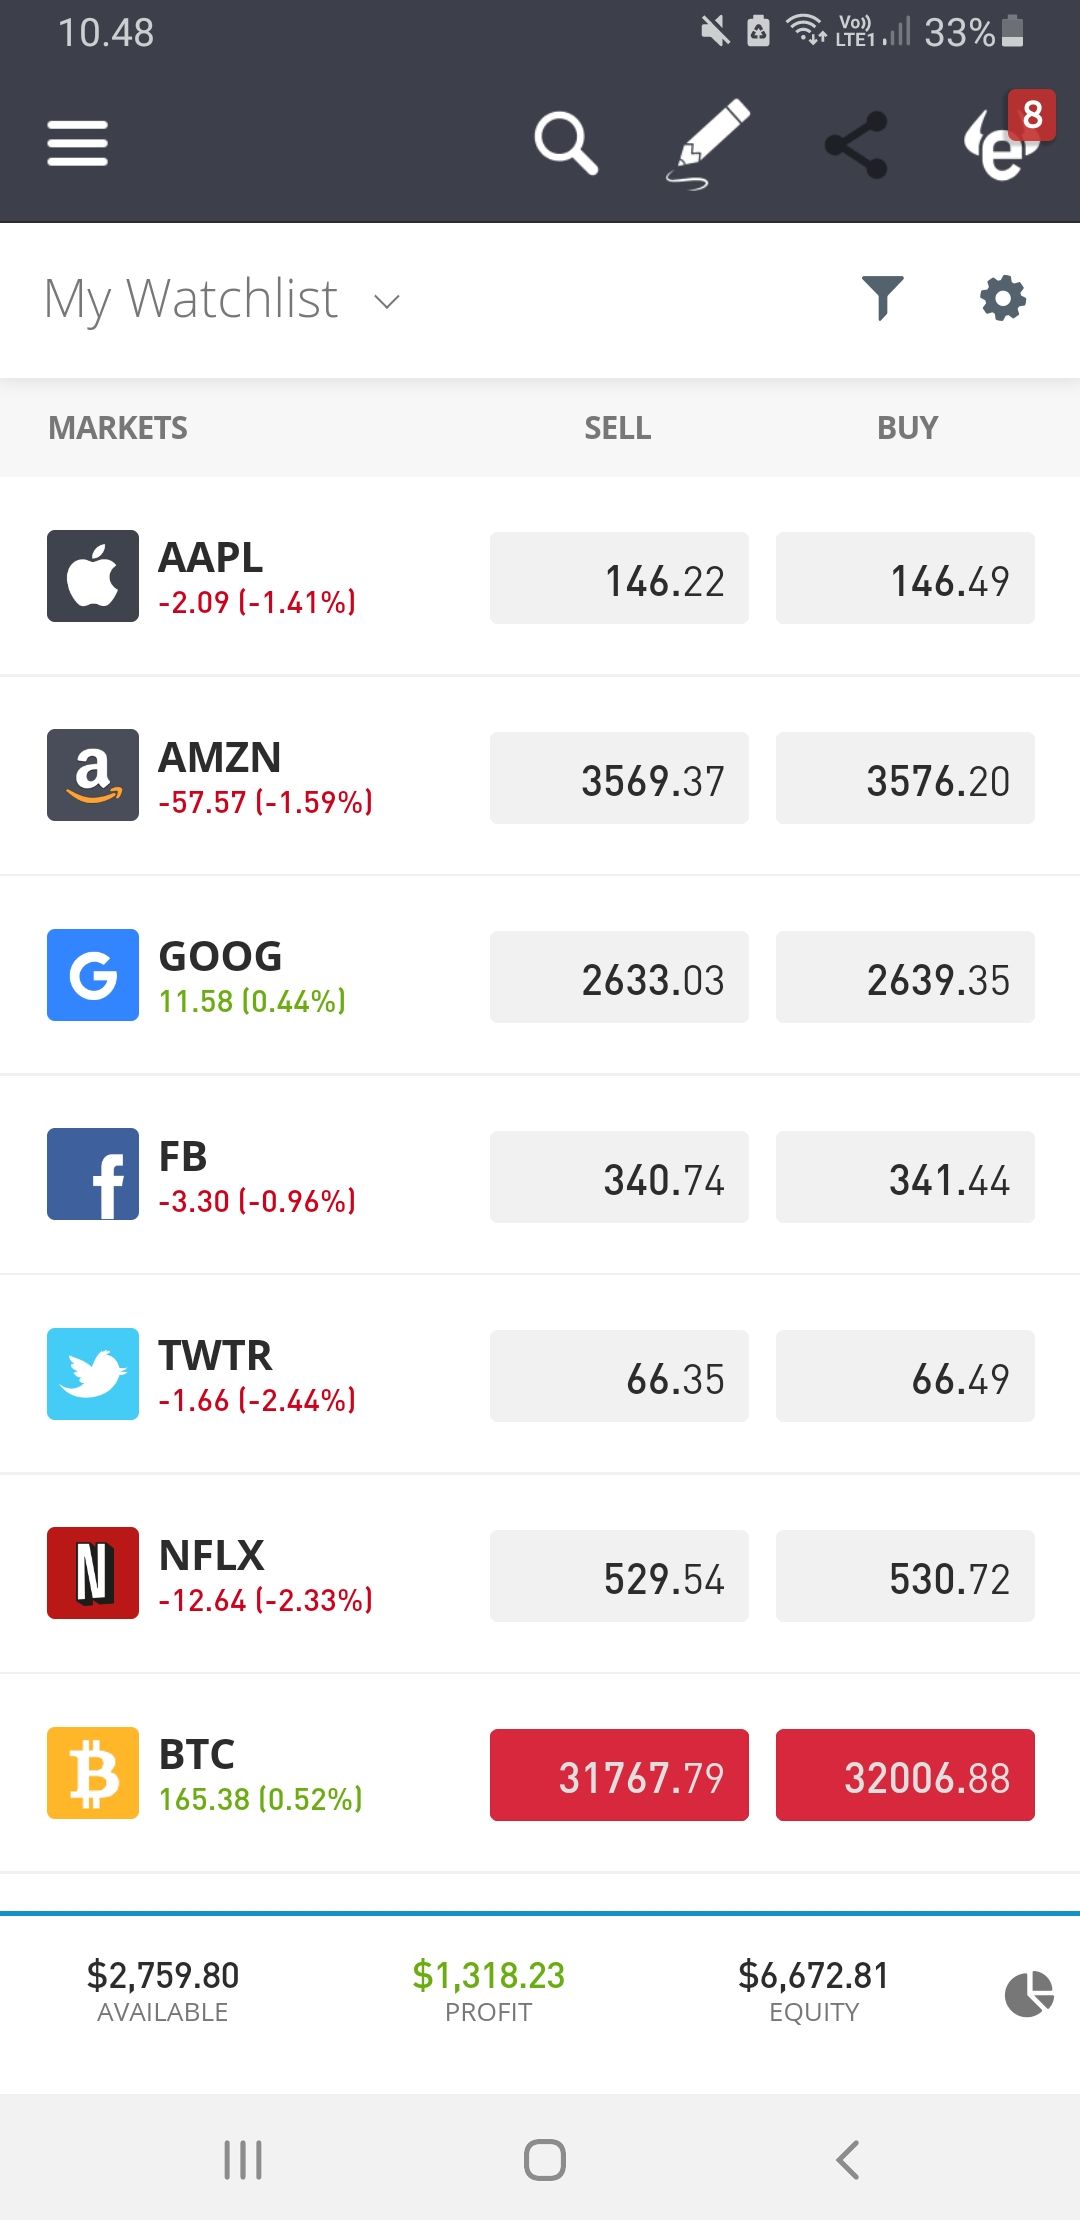 10.48 Vo)) LTE1 33%
8
My Watchlist
MARKETS SELL BUY
AAPL
-2.09 (-1.41%)
146.22 146.49
AMZN
-57.57 (-1.59%)
3569.37 3576.20
GOOG
11.58 (0.44%)
2633.03 2639.35
FB
-3.30 (-0.96%)
340.74 341.44
TWTR
-1.66 (-2.44%)
66.35 66.49
NFLX
-12.64 (-2.33%)
529.54 530.72
BTC
165.38 (0.52%)
31767.79 32006.88
$2,759.80 $1,318.23 $6,672.81
AVAILABLE PROFIT EQUITY